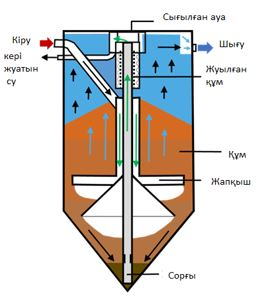 Сығылған ауа
Кіру
Шығу
кері
жуатын
су
Жуылған
құм
Құм
Жапқыш
Сорғы